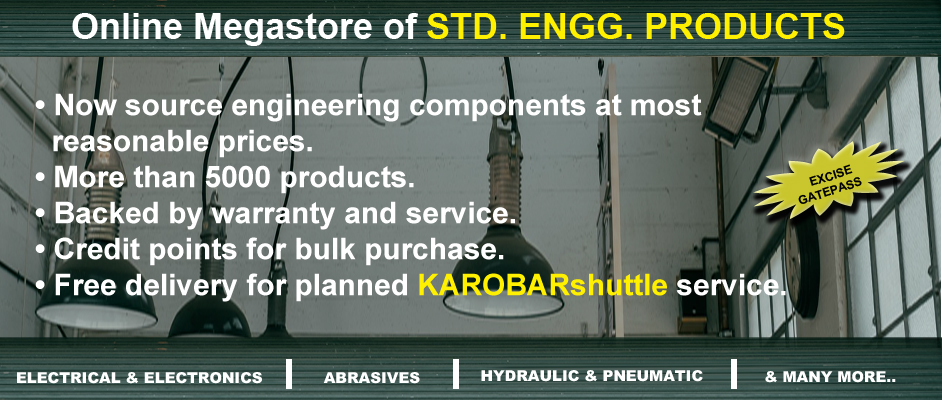 Online Megastore of STD. ENGG. PRODUCTS
• Now source engineering components at most
reasonable prices.
• More than 5000 products.
• Backed by warranty and service.
• Credit points for bulk purchase.
• Free delivery for planned KAROBARshuttle service.
EXCISE
GATEPASS
ELECTRICAL & ELECTRONICS
ABRASIVES
HYDRAULIC & PNEUMATIC
& MANY MORE..